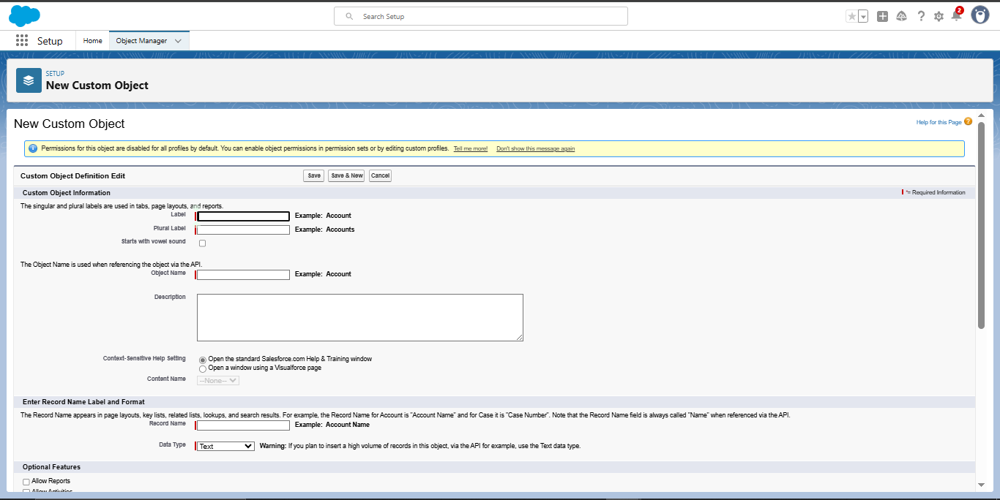 Search Setup
2
Setup
Home
Object Manager
SETUP
New Custom Object
New Custom Object
Help for this Page ?
Permissions for this object are disabled for all profiles by default. You can enable object permissions in permission sets or by editing custom profiles. Tell me more! Don't show this message again
Custom Object Definition Edit Save Save & New Cancel
Custom Object Information = Required Information
The singular and plural labels are used in tabs, page layouts, and reports.
Label Example: Account
Plural Label Example: Accounts
Starts with vowel sound
The Object Name is used when referencing the object via the API.
Object Name Example: Account
Description
Context-Sensitive Help Setting Open the standard Salesforce.com Help & Training window
Open a window using a Visualforce page
Content Name --None--
Enter Record Name Label and Format
The Record Name appears in page layouts, key lists, related lists, lookups, and search results. For example, the Record Name for Account is "Account Name" and for Case it is "Case Number". Note that the Record Name field is always called "Name" when referenced via the API.
Record Name Example: Account Name
Data Type Text Warning: If you plan to insert a high volume of records in this object, via the API for example, use the Text data type.
Optional Features
Allow Reports
Allow Activities